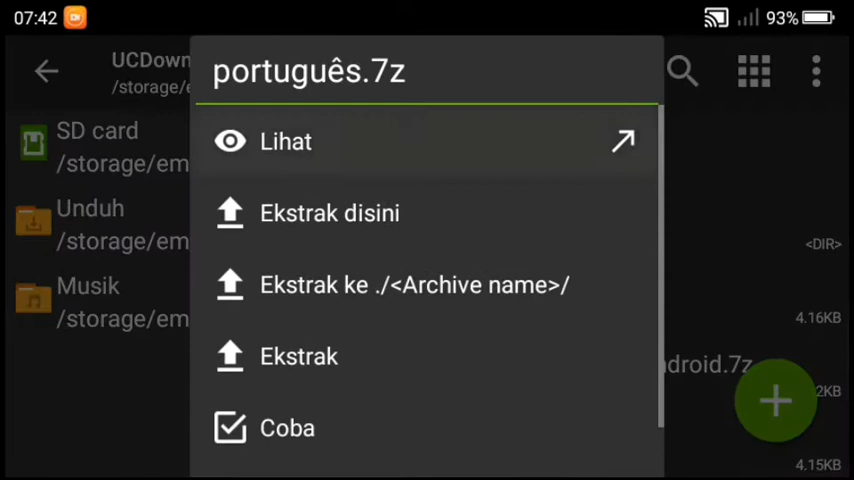 07:42
93%
UCDown
/storage/e
português.7z
SD card
/storage/em
Lihat
Unduh
/storage/em
Ekstrak disini
<DIR>
Musik
/storage/em
Ekstrak ke ./<Archive name>/
4.16KB
Ekstrak
ndroid.7z
2KB
Coba
4.15KB